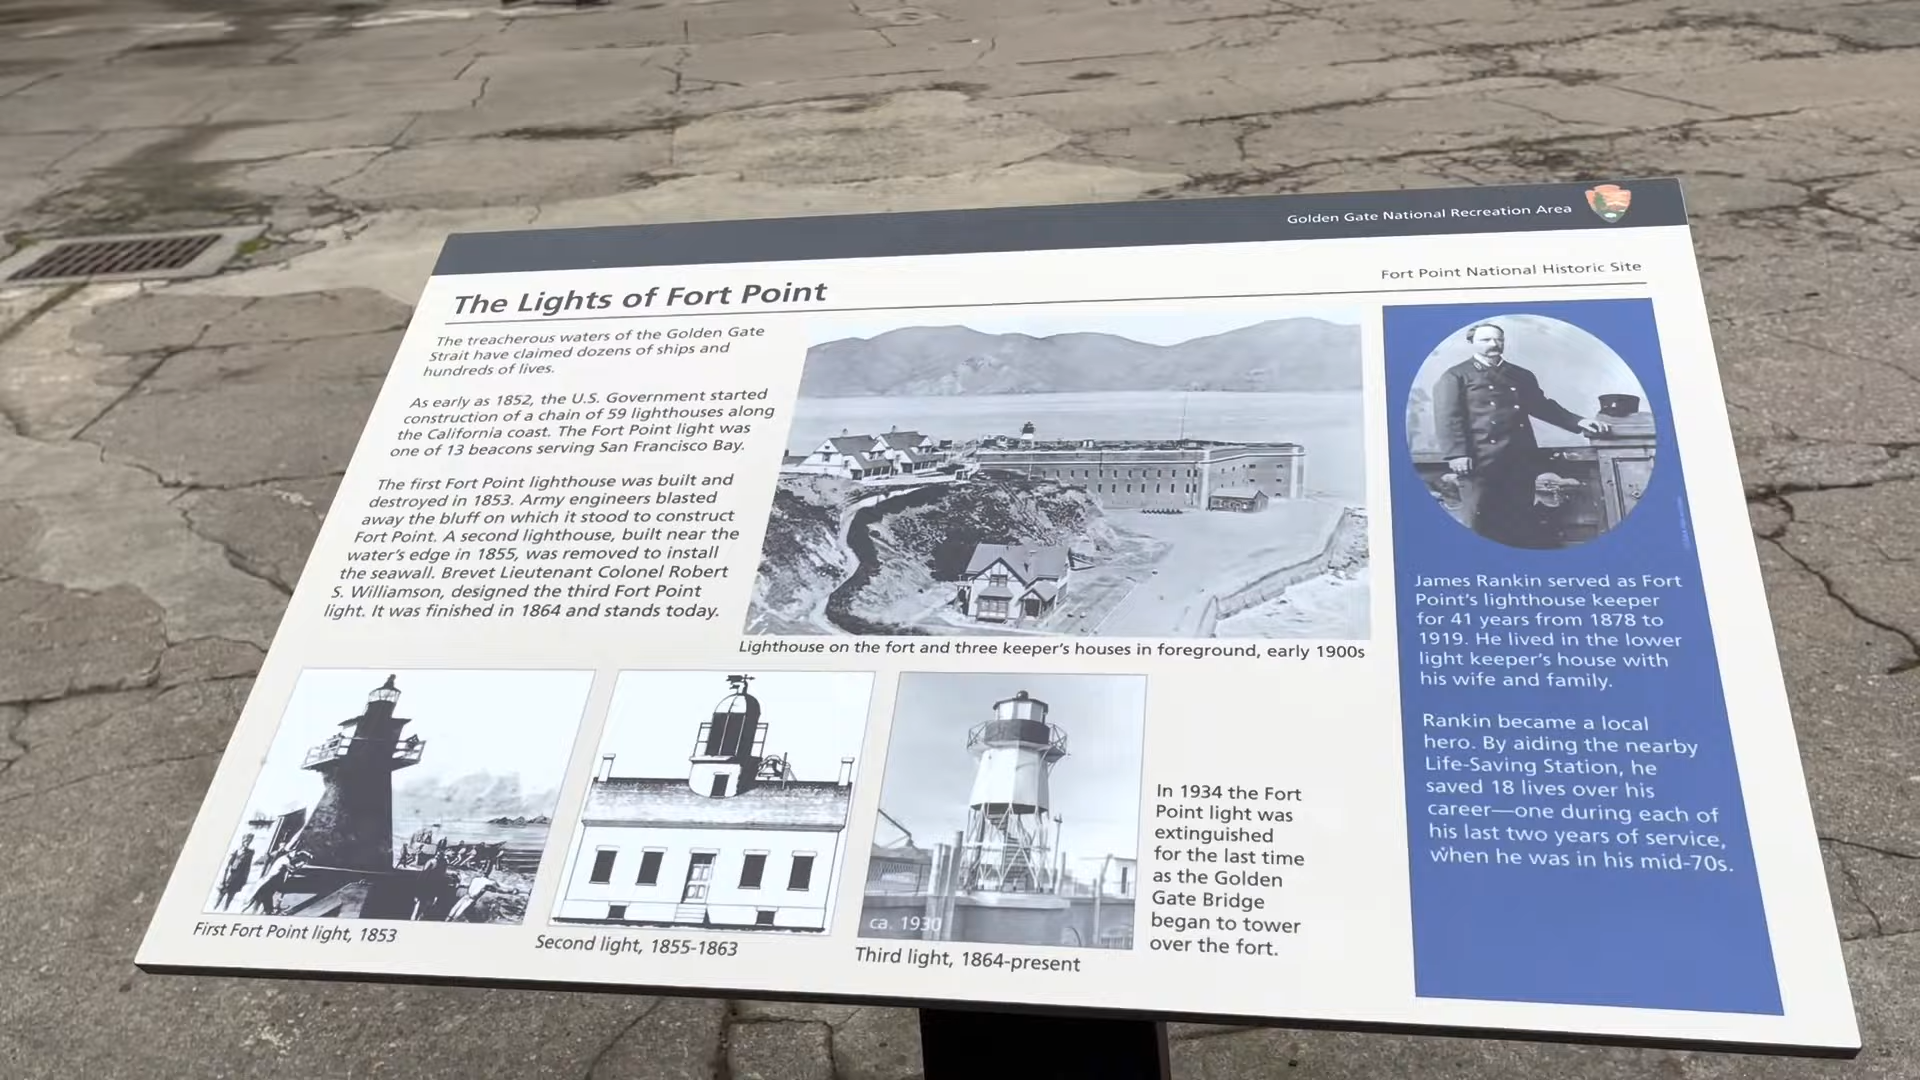 Golden Gate National Recreation Area
Fort Point National Historic Site
The Lights of Fort Point
The treacherous waters of the Golden Gate
Strait have claimed dozens of ships and
hundreds of lives.
As early as 1852, the U.S. Government started
construction of a chain of 59 lighthouses along
the California coast. The Fort Point light was
one of 13 beacons serving San Francisco Bay.
The first Fort Point lighthouse was built and
destroyed in 1853. Army engineers blasted
away the bluff on which it stood to construct
Fort Point. A second lighthouse, built near the
water's edge in 1855, was removed to install
the seawall. Brevet Lieutenant Colonel Robert
S. Williamson, designed the third Fort Point
light. It was finished in 1864 and stands today.
Lighthouse on the fort and three keeper's houses in foreground, early 1900s
First Fort Point light, 1853
Second light, 1855-1863
ca. 1930
Third light, 1864-present
In 1934 the Fort
Point light was
extinguished
for the last time
as the Golden
Gate Bridge
began to tower
over the fort.
James Rankin served as Fort
Point's lighthouse keeper
for 41 years from 1878 to
1919. He lived in the lower
light keeper's house with
his wife and family.
Rankin became a local
hero. By aiding the nearby
Life-Saving Station, he
saved 18 lives over his
career—one during each of
his last two years of service,
when he was in his mid-70s.